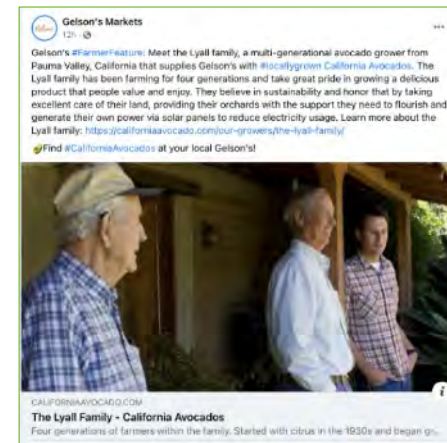 Gelson's Markets
12h ·
Gelson's #FarmerFeature: Meet the Lyall family, a multi-generational avocado grower from
Pauma Valley, California that supplies Gelson's with #locallygrown California Avocados. The
Lyall family has been farming for four generations and take great pride in growing a delicious
product that people value and enjoy. They believe in sustainability and honor that by taking
excellent care of their land, providing their orchards with the support they need to flourish and
generate their own power via solar panels to reduce electricity usage. Learn more about the
Lyall family: https://californiaavocado.com/our-growers/the-lyall-family/
🥑Find #CaliforniaAvocados at your local Gelson's!
CALIFORNIAAVOCADO.COM
The Lyall Family - California Avocados
Four generations of farmers within the family. Started with citrus in the 1930s and began gr...